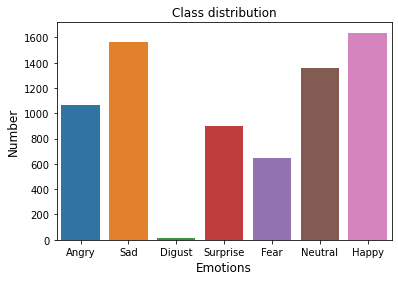 Class distribution
Number
1600
1400
1200
1000
800
600
400
200
0
Angry Sad Digust Surprise Fear Neutral Happy
Emotions